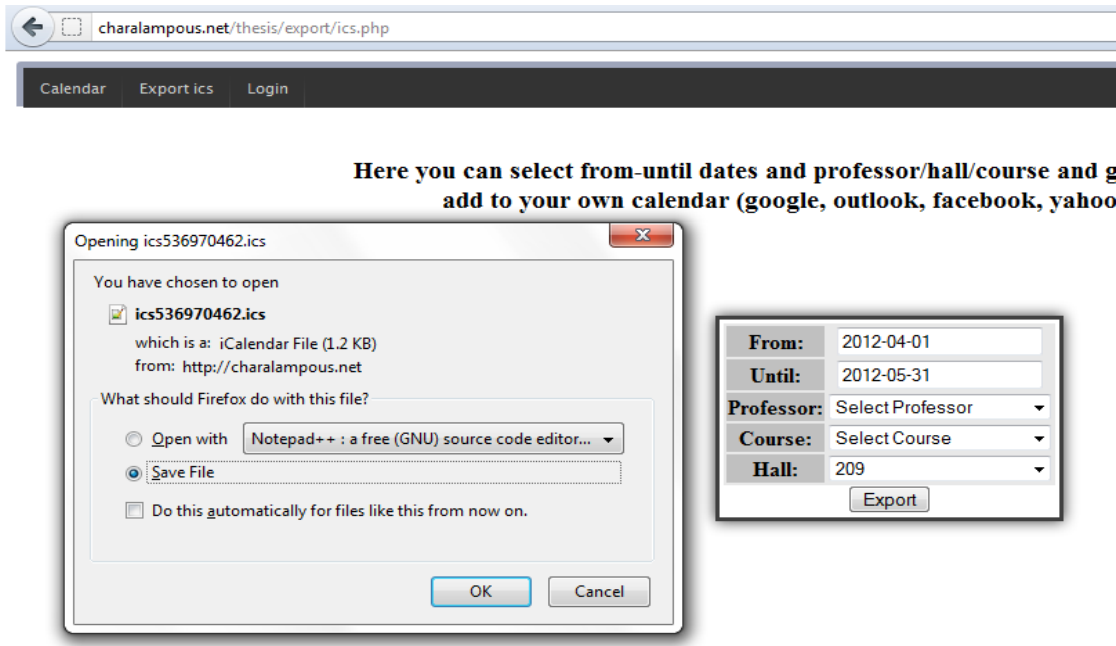 charalampous.net/thesis/export/ics.php
Calendar Export ics Login
Here you can select from-until dates and professor/hall/course and g
add to your own calendar (google, outlook, facebook, yahoo
Opening ics536970462.ics
You have chosen to open
ics536970462.ics
which is a: iCalendar File (1.2 KB)
from: http://charalampous.net
What should Firefox do with this file?
Open with Notepad++ : a free (GNU) source code editor...
Save File
Do this automatically for files like this from now on.
OK Cancel
From: 2012-04-01
Until: 2012-05-31
Professor: Select Professor
Course: Select Course
Hall: 209
Export